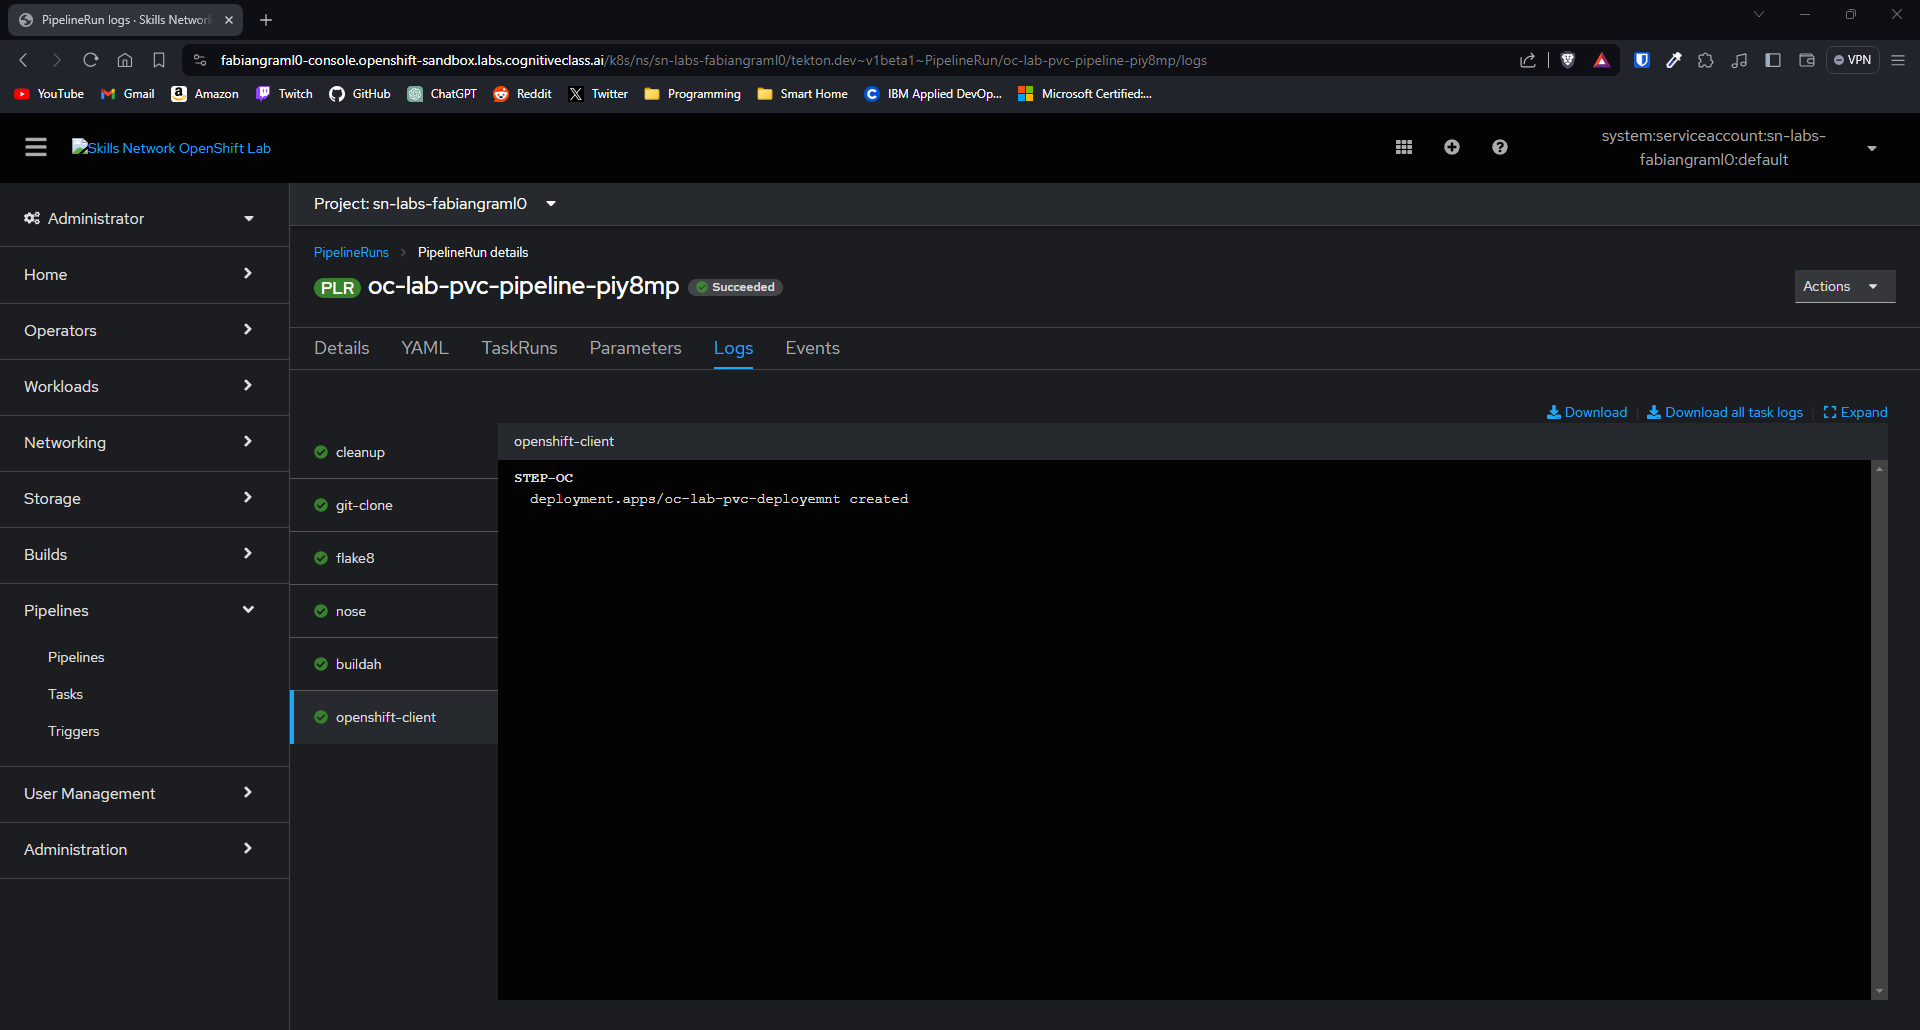 PipelineRun logs · Skills Network
fabiangraml0-console.openshift-sandbox.labs.cognitiveclass.ai/k8s/ns/sn-labs-fabiangraml0/tekton.dev~v1beta1~PipelineRun/oc-lab-pvc-pipeline-piy8mp/logs
VPN
YouTube Gmail Amazon Twitch GitHub ChatGPT Reddit Twitter Programming Smart Home IBM Applied DevOp... Microsoft Certified:...
Skills Network OpenShift Lab
system:serviceaccount:sn-labs-
fabiangraml0:default
Administrator
Home
Operators
Workloads
Networking
Storage
Builds
Pipelines
Pipelines
Tasks
Triggers
User Management
Administration
Project: sn-labs-fabiangraml0
PipelineRuns > PipelineRun details
PLR oc-lab-pvc-pipeline-piy8mp Succeeded
Actions
Details YAML TaskRuns Parameters Logs Events
Download | Download all task logs | Expand
cleanup
git-clone
flake8
nose
buildah
openshift-client
openshift-client
STEP-OC
deployment.apps/oc-lab-pvc-deployemnt created